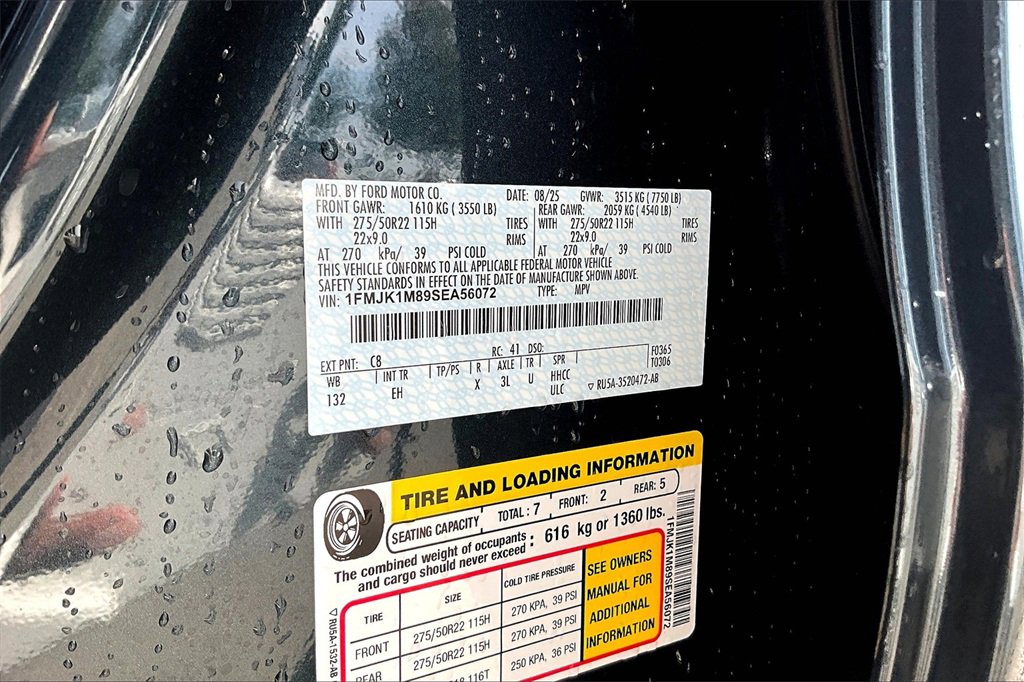 MFD. BY FORD MOTOR CO. DATE: 08/25 GVWR: 3515 KG ( 7750 LB)
FRONT GAWR: 1610 KG ( 3550 LB) REAR GAWR: 2059 KG ( 4540 LB)
WITH 275/50R22 115H TIRES WITH 275/50R22 115H TIRES
22x9.0 RIMS 22x9.0 RIMS
AT 270 kPa/ 39 PSI COLD AT 270 kPa/ 39 PSI COLD
THIS VEHICLE CONFORMS TO ALL APPLICABLE FEDERAL MOTOR VEHICLE
SAFETY STANDARDS IN EFFECT ON THE DATE OF MANUFACTURE SHOWN ABOVE.
VIN: 1FMJK1M89SEA56072 TYPE: MPV
EXT PNT: C8 RC: 41 DSO: F0365
WB INT TR TP/PS R AXLE TR SPR T0306
132 EH X 3L U HHCC
ULC ▽ RU5A-3520472-AB
TIRE AND LOADING INFORMATION
SEATING CAPACITY TOTAL : 7 FRONT: 2 REAR: 5
The combined weight of occupants and cargo should never exceed : 616 kg or 1360 lbs.
TIRE SIZE COLD TIRE PRESSURE
FRONT 275/50R22 115H 270 KPA, 39 PSI
REAR 275/50R22 115H 270 KPA, 39 PSI
116T 250 KPA, 36 PSI
SEE OWNERS
MANUAL FOR
ADDITIONAL
INFORMATION
1FMJK1M89SEA56072
▽RU5A-1532-AB